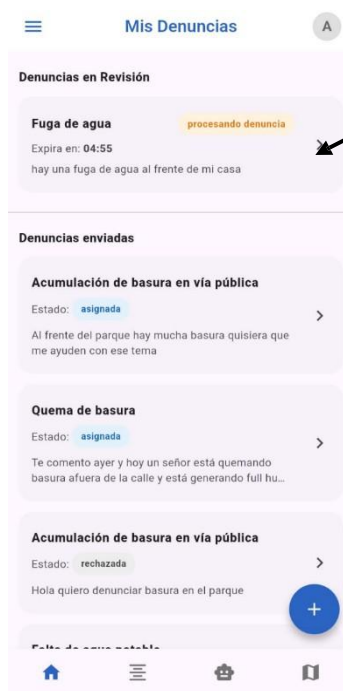 Mis Denuncias
A
Denuncias en Revisión
Fuga de agua
procesando denuncia
Expira en: 04:55
hay una fuga de agua al frente de mi casa
Denuncias enviadas
Acumulación de basura en vía pública
Estado: asignada
Al frente del parque hay mucha basura quisiera que
me ayuden con ese tema
Quema de basura
Estado: asignada
Te comento ayer y hoy un señor está quemando
basura afuera de la calle y está generando full hu...
Acumulación de basura en vía pública
Estado: rechazada
Hola quiero denunciar basura en el parque